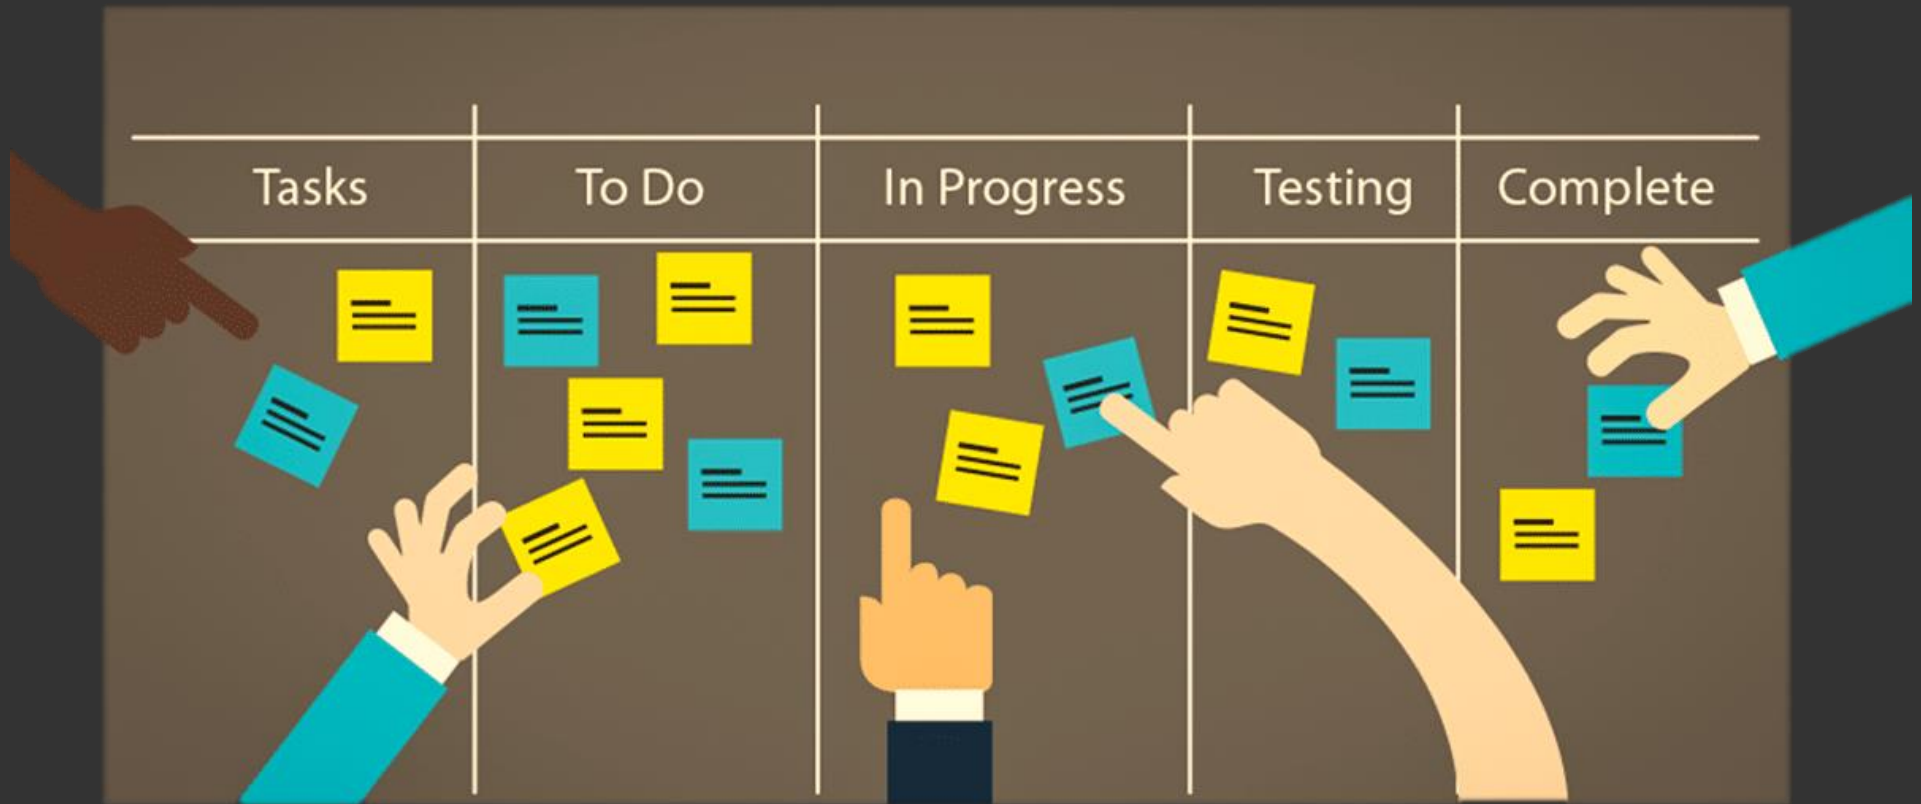 Tasks
To Do
In Progress
Testing
Complete